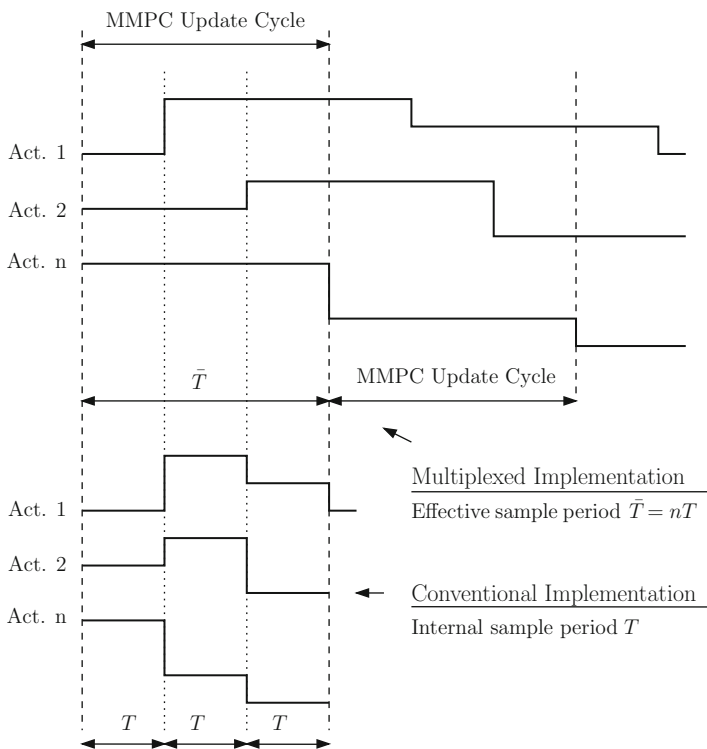 MMPC Update Cycle
Act. 1
Act. 2
Act. n
T̄
MMPC Update Cycle
Multiplexed Implementation
Effective sample period T̄ = nT
Act. 1
Act. 2
Conventional Implementation
Act. n
Internal sample period T
T
T
T